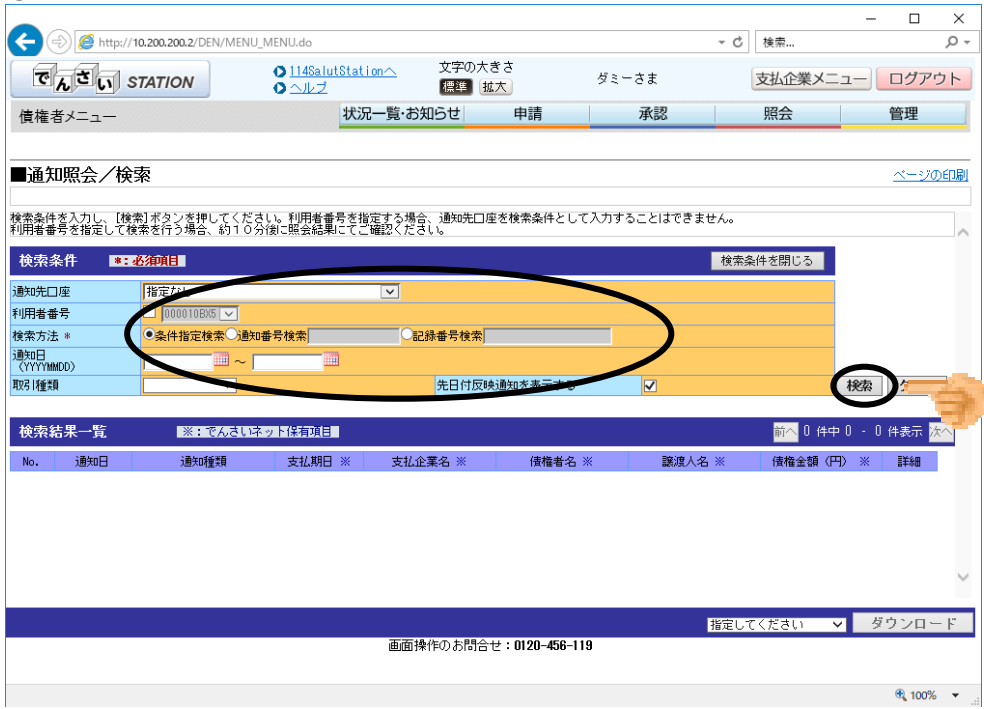 http://10.200.200.2/DEN/MENU_MENU.do 検索...
でんさい STATION 114SalutStationへ 文字の大きさ ダミーさま 支払企業メニュー ログアウト
ヘルプ 標準 拡大
債権者メニュー 状況一覧・お知らせ 申請 承認 照会 管理
■通知照会／検索 ページの印刷
検索条件を入力し、【検索】ボタンを押してください。利用者番号を指定する場合、通知先口座を検索条件として入力することはできません。
利用者番号を指定して検索を行う場合、約１０分後に照会結果にてご確認ください。
検索条件 *：必須項目 検索条件を閉じる
通知先口座 指定なし
利用者番号 000010BX5
検索方法 * 条件指定検索 通知番号検索 記録番号検索
通知日
(YYYYMMDD) ～
取引種類 先日付反映通知を表示する 検索
検索結果一覧 ※：でんさいネット保有項目 前へ 0 件中 0 - 0 件表示 次へ
No. 通知日 通知種類 支払期日 ※ 支払企業名 ※ 債権者名 ※ 譲渡人名 ※ 債権金額（円） ※ 詳細
指定してください ダウンロード
画面操作のお問合せ：0120-456-119
100%